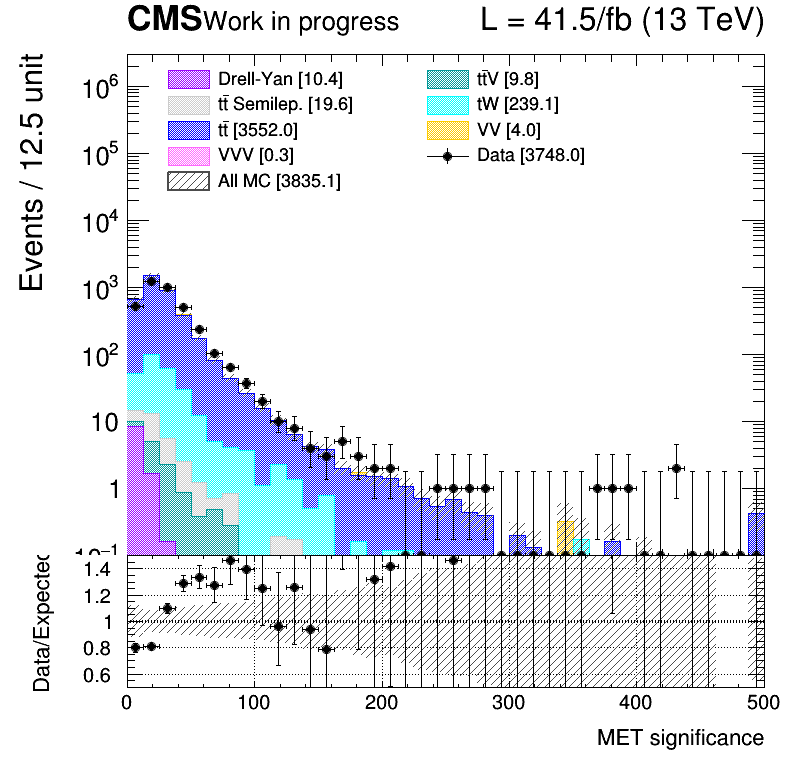 CMS Work in progress L = 41.5/fb (13 TeV)
Events / 12.5 unit
Drell-Yan [10.4]
tt̄ Semilep. [19.6]
tt̄ [3552.0]
VVV [0.3]
All MC [3835.1]
tt̄V [9.8]
tW [239.1]
VV [4.0]
Data [3748.0]
10⁶
10⁵
10⁴
10³
10²
10
1
10⁻¹
Data/Expected
1.4
1.2
1
0.8
0.6
0 100 200 300 400 500
MET significance